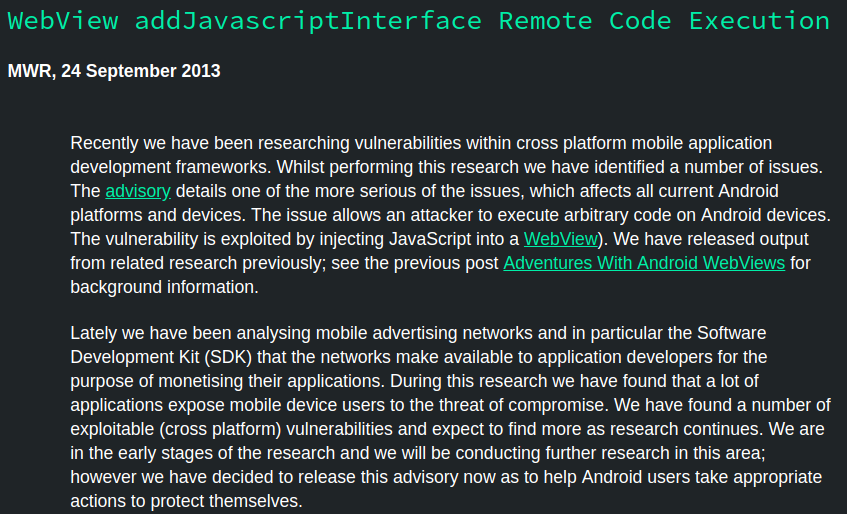 WebView addJavascriptInterface Remote Code Execution
MWR, 24 September 2013
Recently we have been researching vulnerabilities within cross platform mobile application
development frameworks. Whilst performing this research we have identified a number of issues.
The advisory details one of the more serious of the issues, which affects all current Android
platforms and devices. The issue allows an attacker to execute arbitrary code on Android devices.
The vulnerability is exploited by injecting JavaScript into a WebView). We have released output
from related research previously; see the previous post Adventures With Android WebViews for
background information.
Lately we have been analysing mobile advertising networks and in particular the Software
Development Kit (SDK) that the networks make available to application developers for the
purpose of monetising their applications. During this research we have found that a lot of
applications expose mobile device users to the threat of compromise. We have found a number of
exploitable (cross platform) vulnerabilities and expect to find more as research continues. We are
in the early stages of the research and we will be conducting further research in this area;
however we have decided to release this advisory now as to help Android users take appropriate
actions to protect themselves.